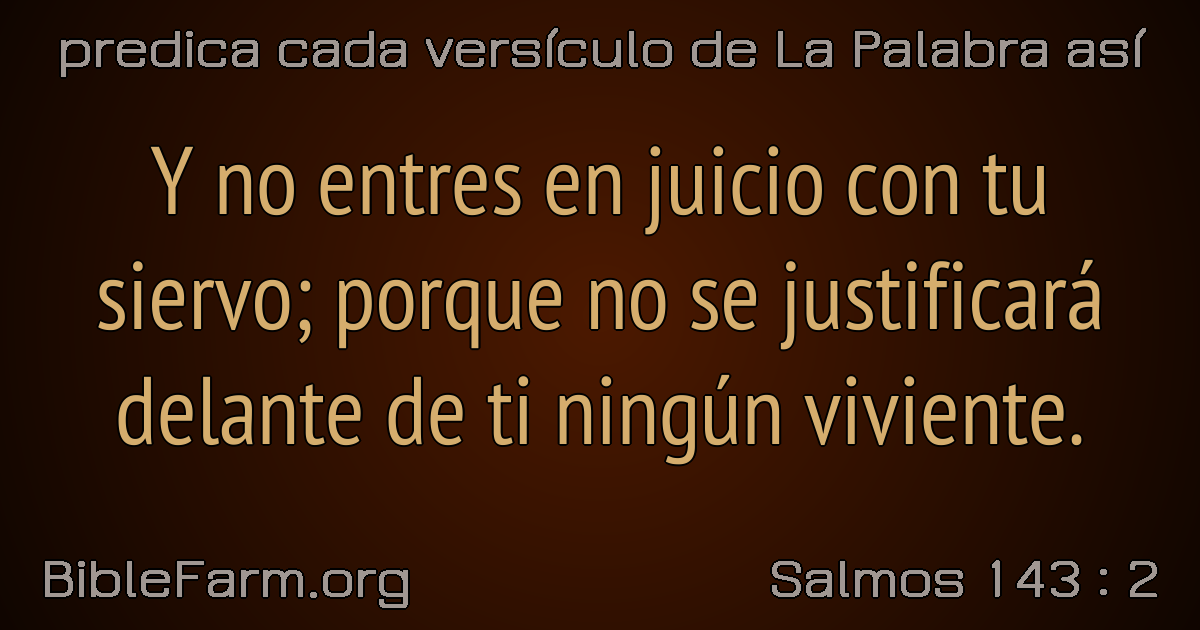 predica cada versículo de La Palabra así
Y no entres en juicio con tu
siervo; porque no se justificará
delante de ti ningún viviente.
BibleFarm.org
Salmos 143 : 2